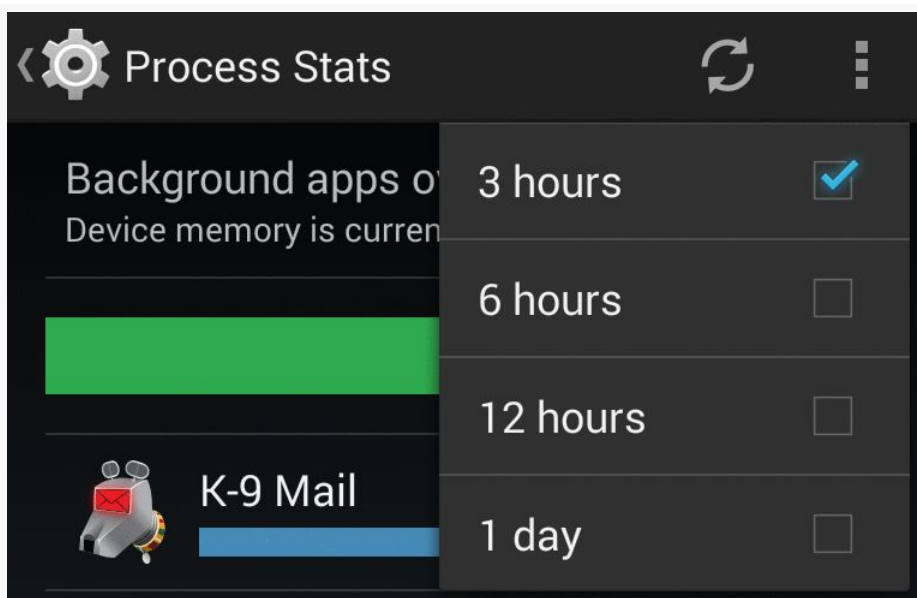 Process Stats
Background apps o
Device memory is curren
3 hours
6 hours
12 hours
1 day
K-9 Mail